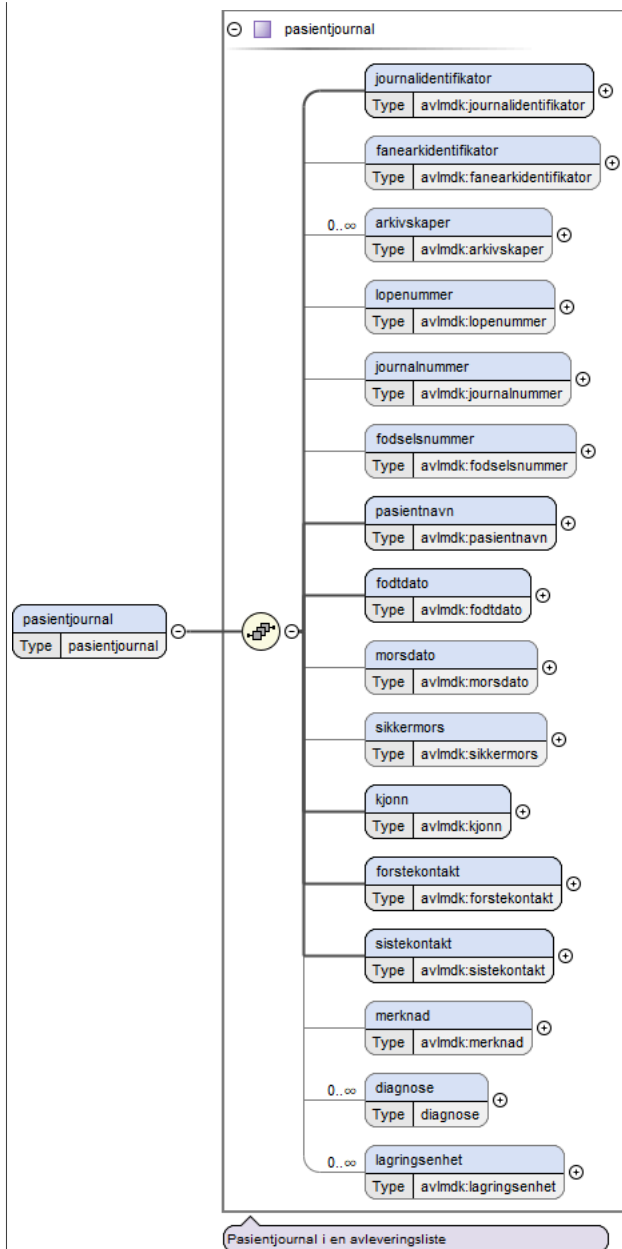 pasientjournal
journalidentifikator
Type avlmdk:journalidentifikator
fanearkidentifikator
Type avlmdk:fanearkidentifikator
0..∞
arkivskaper
Type avlmdk:arkivskaper
lopenummer
Type avlmdk:lopenummer
journalnummer
Type avlmdk:journalnummer
fodselsnummer
Type avlmdk:fodselsnummer
pasientnavn
Type avlmdk:pasientnavn
pasientjournal
Type pasientjournal
fodtdato
Type avlmdk:fodtdato
morsdato
Type avlmdk:morsdato
sikkermors
Type avlmdk:sikkermors
kjonn
Type avlmdk:kjonn
forstekontakt
Type avlmdk:forstekontakt
sistekontakt
Type avlmdk:sistekontakt
merknad
Type avlmdk:merknad
0..∞
diagnose
Type diagnose
0..∞
lagringsenhet
Type avlmdk:lagringsenhet
Pasientjournal i en avleveringsliste